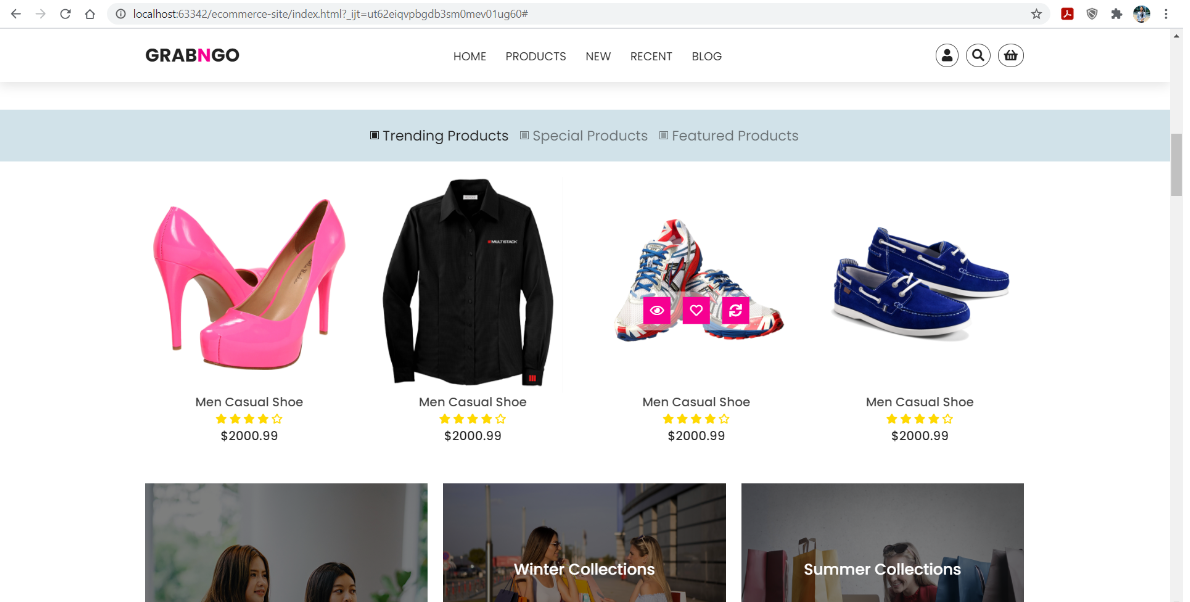 localhost:63342/ecommerce-site/index.html?_ijt=ut62eiqvpbgdb3sm0mev01ug60#
GRABNGO
HOME PRODUCTS NEW RECENT BLOG
Trending Products Special Products Featured Products
MULTISTACK
Men Casual Shoe Men Casual Shoe Men Casual Shoe Men Casual Shoe
$2000.99 $2000.99 $2000.99 $2000.99
Winter Collections Summer Collections